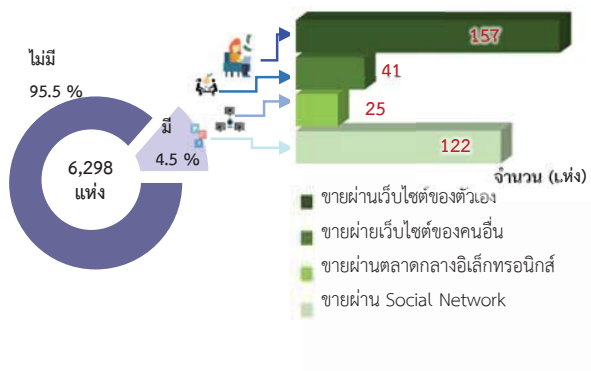 ไม่มี
95.5 %
มี
4.5 %
6,298
แห่ง
157
41
25
122
จำนวน (แห่ง)
ขายผ่านเว็บไซต์ของตัวเอง
ขายผ่ายเว็บไซต์ของคนอื่น
ขายผ่านตลาดกลางอิเล็กทรอนิกส์
ขายผ่าน Social Network